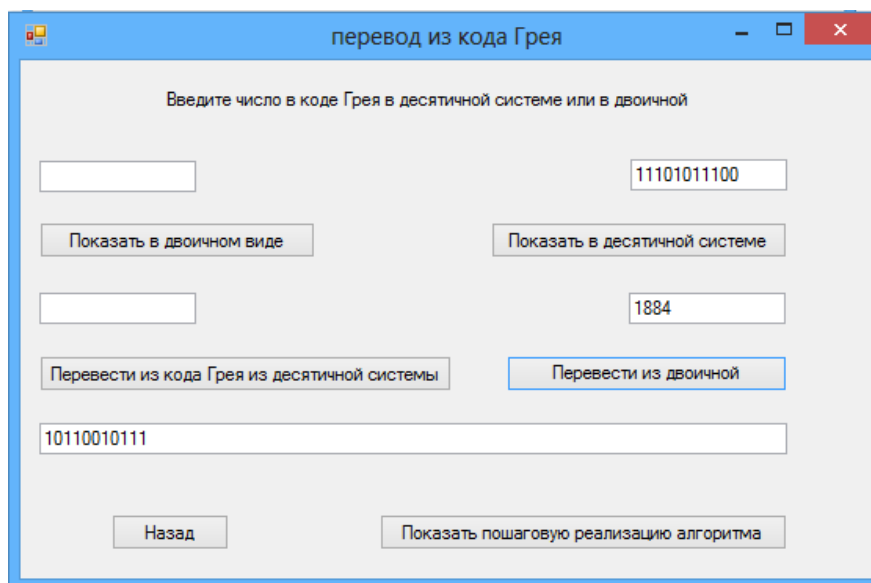 перевод из кода Грея
Введите число в коде Грея в десятичной системе или в двоичной
11101011100
Показать в двоичном виде
Показать в десятичной системе
1884
Перевести из кода Грея из десятичной системы
Перевести из двоичной
10110010111
Назад
Показать пошаговую реализацию алгоритма